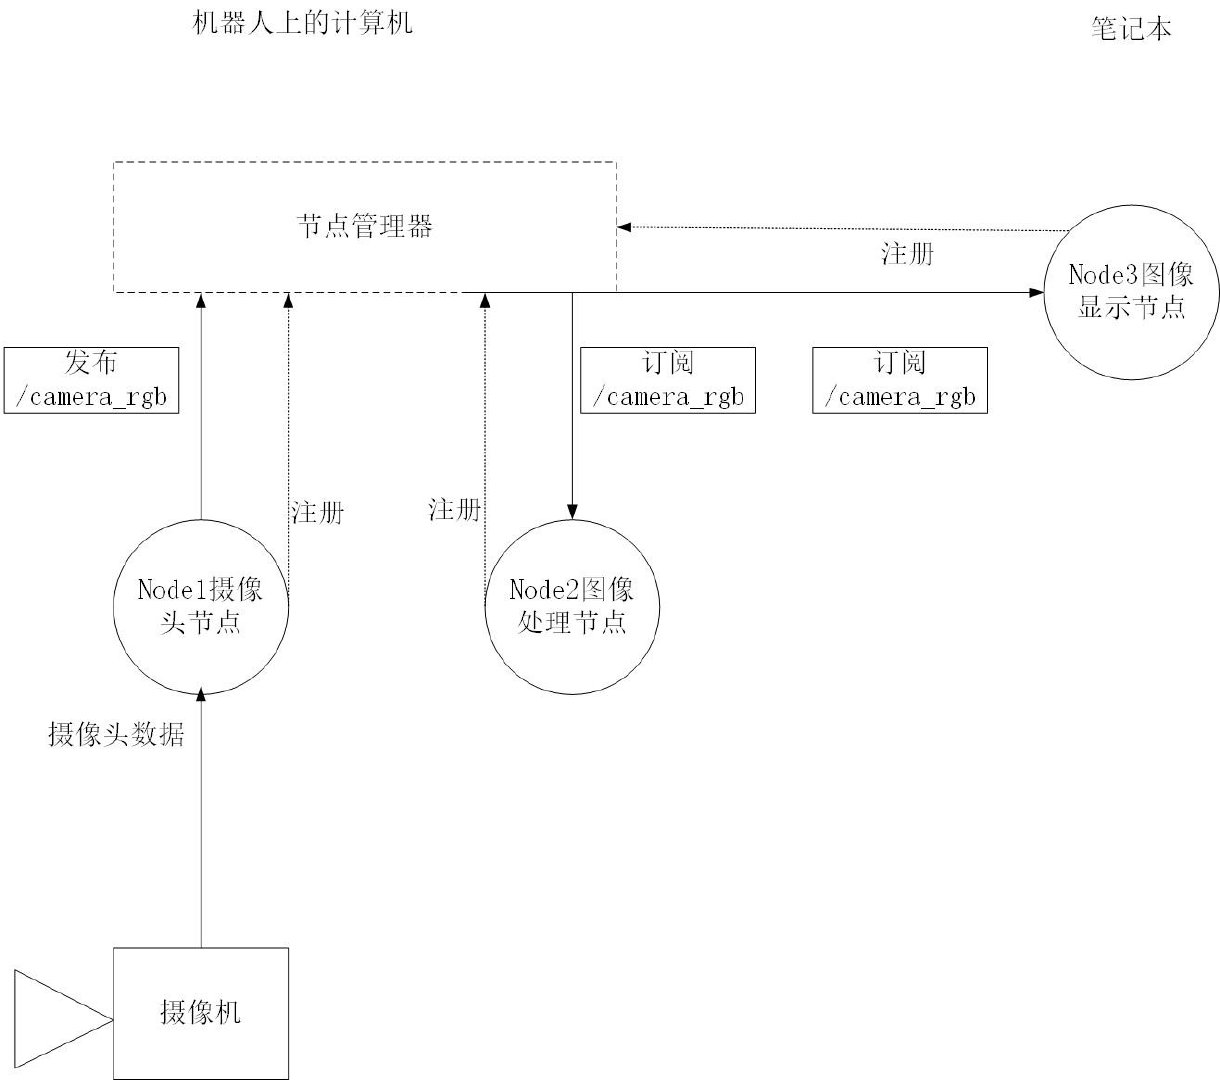 机器人上的计算机
笔记本
节点管理器
注册
Node3图像
显示节点
发布
/camera_rgb
订阅
/camera_rgb
订阅
/camera_rgb
注册
注册
Node1摄像
头节点
Node2图像
处理节点
摄像头数据
摄像机